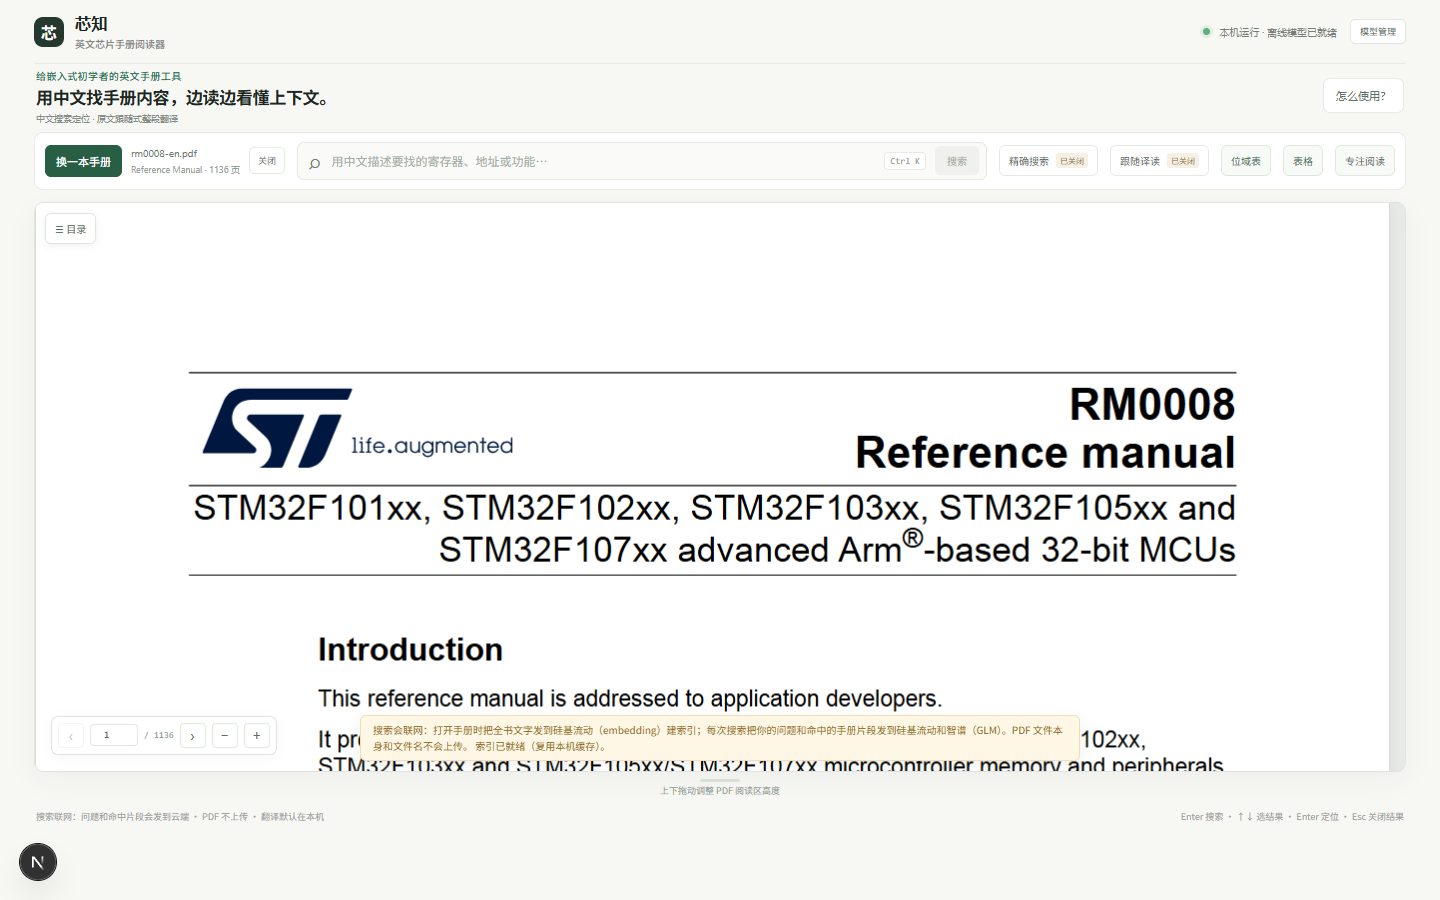 芯
芯知
英文芯片手册阅读器
本机运行 · 离线模型已就绪
模型管理
给嵌入式初学者的英文手册工具
用中文找手册内容，边读边看懂上下文。
中文搜索定位 · 原文跟随式整段翻译
怎么使用？
换一本手册
rm0008-en.pdf
Reference Manual · 1136 页
关闭
用中文描述要找的寄存器、地址或功能…
Ctrl K
搜索
精确搜索 已关闭
跟随译读 已关闭
位域表
表格
专注阅读
☰ 目录
ST life.augmented
RM0008
Reference manual
STM32F101xx, STM32F102xx, STM32F103xx, STM32F105xx and
STM32F107xx advanced Arm®-based 32-bit MCUs
Introduction
This reference manual is addressed to application developers.
It pr
102xx,
STM32F103xx and STM32F105xx/STM32F107xx microcontroller memory and peripherals
搜索会联网：打开手册时把全书文字发到硅基流动（embedding）建索引；每次搜索把你的问题和命中的手册片段发到硅基流动和智谱（GLM）。PDF 文件本
身和文件名不会上传。 索引已就绪（复用本机缓存）。
‹ 1 / 1136 › − +
上下拖动调整 PDF 阅读区高度
搜索联网：问题和命中片段会发到云端 · PDF 不上传 · 翻译默认在本机
Enter 搜索 · ↑↓ 选结果 · Enter 定位 · Esc 关闭结果
N